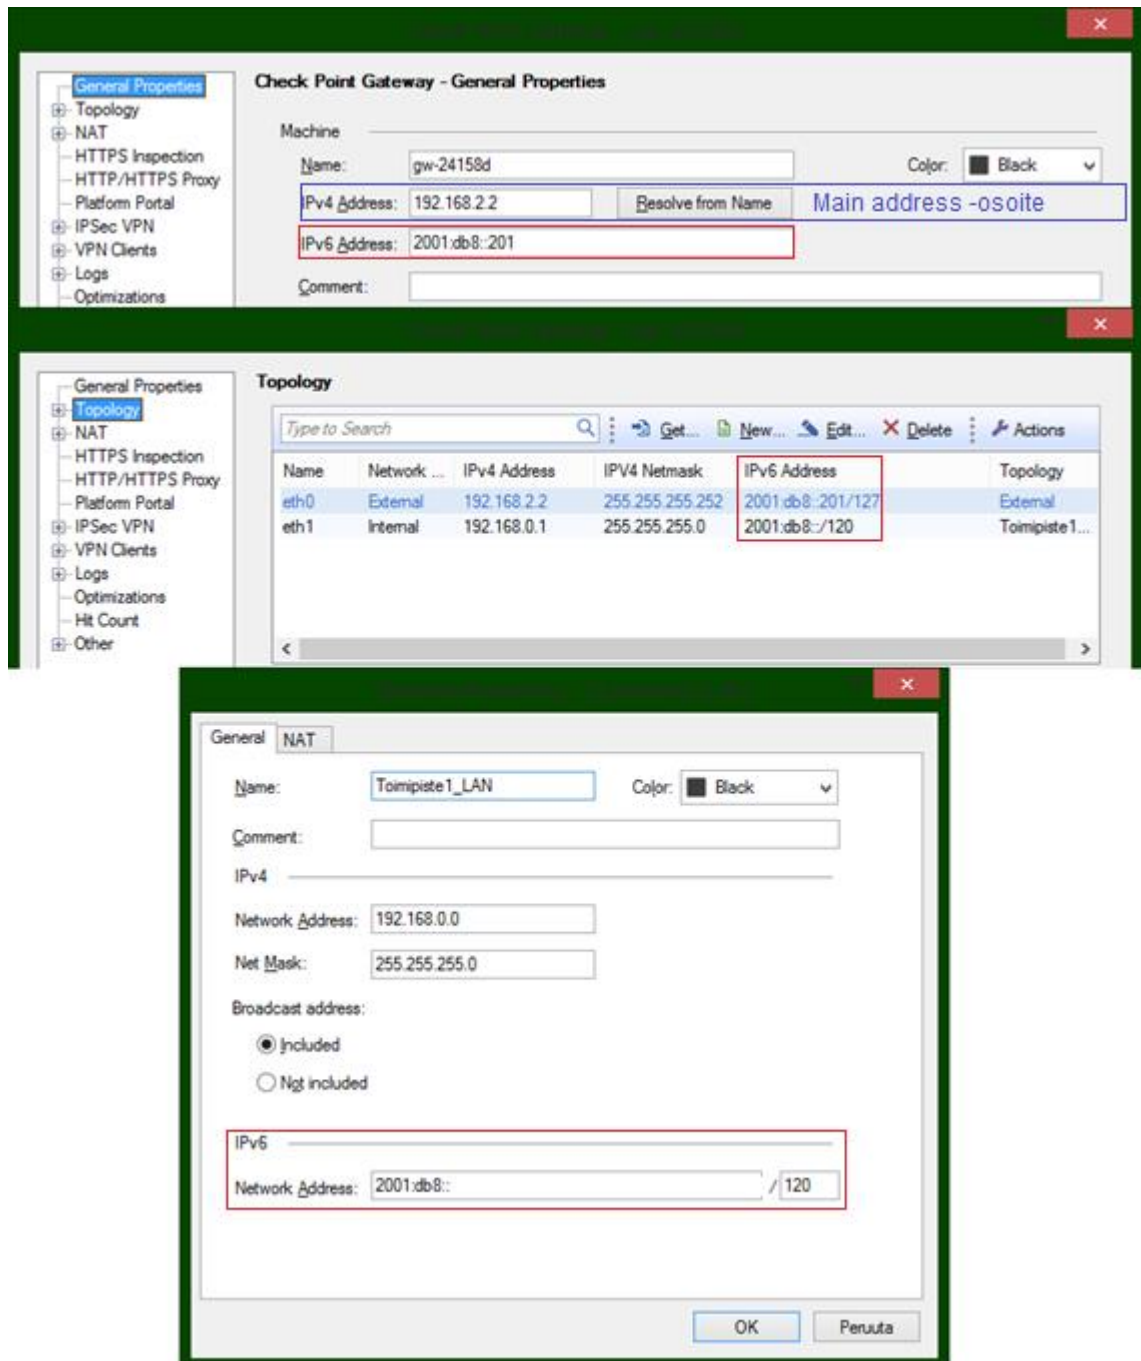 Check Point Gateway - General Properties
General Properties
Topology
NAT
HTTPS Inspection
HTTP/HTTPS Proxy
Platform Portal
IPSec VPN
VPN Clients
Logs
Optimizations
Machine
Name: gw-24158d Color: Black
IPv4 Address: 192.168.2.2 Resolve from Name Main address -osoite
IPv6 Address: 2001:db8::201
Comment:
General Properties
Topology
NAT
HTTPS Inspection
HTTP/HTTPS Proxy
Platform Portal
IPSec VPN
VPN Clients
Logs
Optimizations
Hit Count
Other
Topology
Type to Search Get... New... Edit... Delete Actions
Name Network ... IPv4 Address IPV4 Netmask IPv6 Address Topology
eth0 External 192.168.2.2 255.255.255.252 2001:db8::201/127 External
eth1 Internal 192.168.0.1 255.255.255.0 2001:db8::/120 Toimipiste1...
General NAT
Name: Toimipiste1_LAN Color: Black
Comment:
IPv4
Network Address: 192.168.0.0
Net Mask: 255.255.255.0
Broadcast address:
Included
Not included
IPv6
Network Address: 2001:db8:: / 120
OK Peruuta